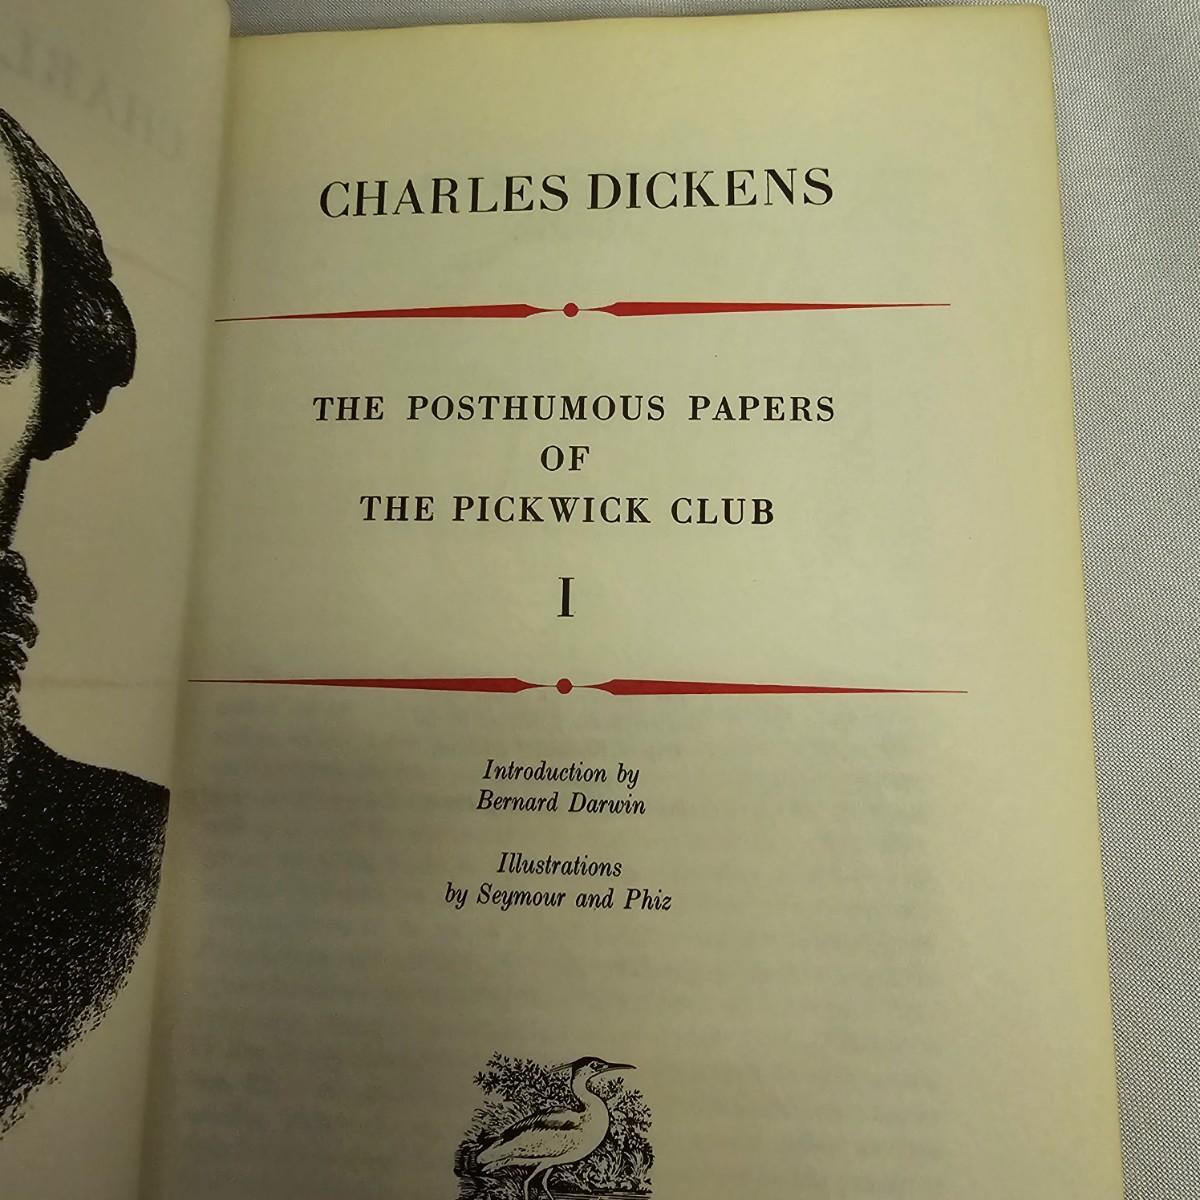 CHARLES DICKENS
THE POSTHUMOUS PAPERS
OF
THE PICKWICK CLUB
I
Introduction by
Bernard Darwin
Illustrations
by Seymour and Phiz